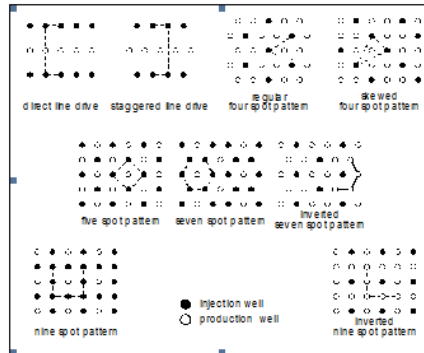 direct line drive
staggered line drive
regular
four spot pattern
skewed
four spot pattern
five spot pattern
seven spot pattern
inverted
seven spot pattern
nine spot pattern
injection well
production well
inverted
nine spot pattern